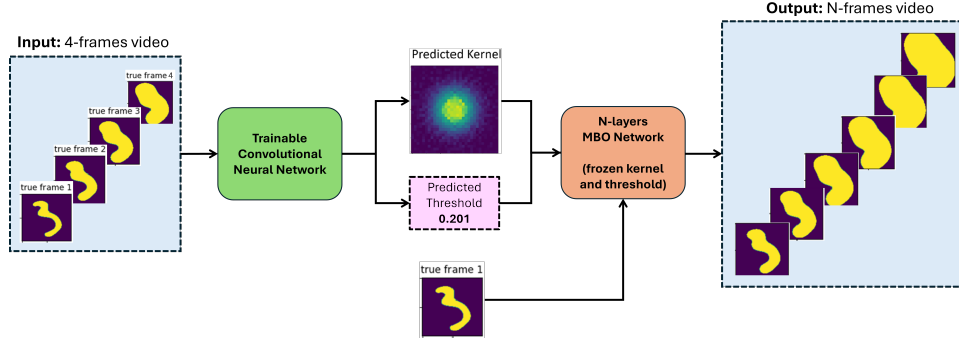 Input: 4-frames video
true frame 4
true frame 3
true frame 2
true frame 1
Trainable
Convolutional
Neural Network
Predicted Kernel
Predicted
Threshold
0.201
true frame 1
N-layers
MBO Network
(frozen kernel
and threshold)
Output: N-frames video